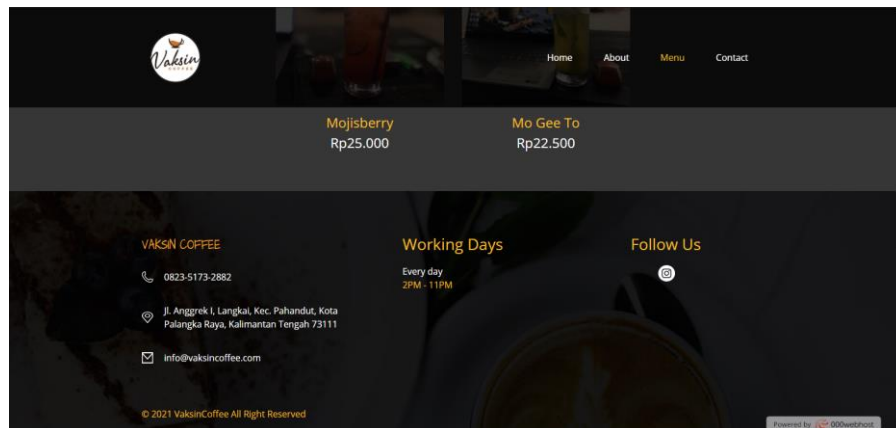 Vaksin
COFFEE
Home About Menu Contact
Mojisberry
Rp25.000
Mo Gee To
Rp22.500
VAKSIN COFFEE
0823-5173-2882
Jl. Anggrek I, Langkai, Kec. Pahandut, Kota
Palangka Raya, Kalimantan Tengah 73111
info@vaksincoffee.com
© 2021 VaksinCoffee All Right Reserved
Working Days
Every day
2PM - 11PM
Follow Us
Powered by 000webhost